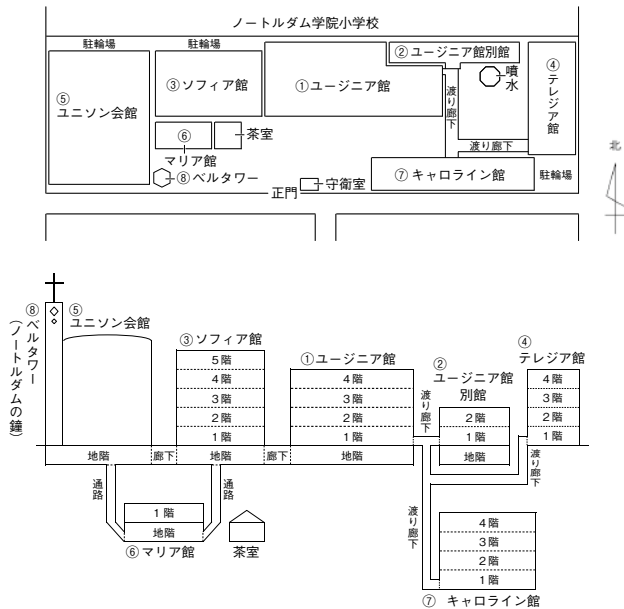 ノートルダム学院小学校
駐輪場
駐輪場
② ユージニア館別館
⑤
ユニソン会館
③ ソフィア館
① ユージニア館
渡り廊下
噴水
④
テレジア館
⑥
マリア館
茶室
渡り廊下
⑧ ベルタワー
正門
守衛室
⑦ キャロライン館
駐輪場
北
⑧ ベルタワー
(ノートルダムの鐘)
⑤
ユニソン会館
③ ソフィア館
5階
4階
3階
2階
1階
① ユージニア館
4階
3階
2階
1階
渡り廊下
②
ユージニア館
別館
2階
1階
地階
④
テレジア館
4階
3階
2階
1階
地階
廊下
地階
廊下
地階
通路
通路
1階
地階
⑥ マリア館
茶室
渡り廊下
渡り廊下
4階
3階
2階
1階
⑦ キャロライン館